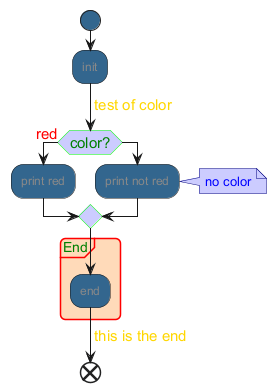 init
test of color
red
color?
print red
print not red
no color
End
end
this is the end